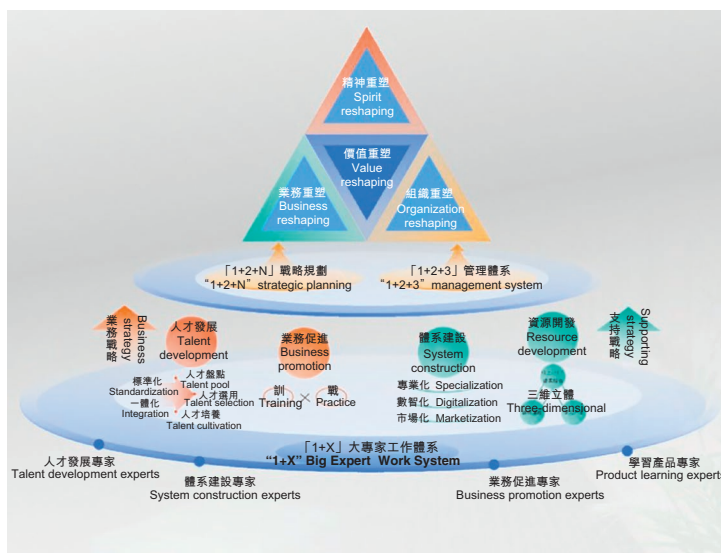 精神重塑
Spirit
reshaping
價值重塑
Value
reshaping
業務重塑
Business
reshaping
組織重塑
Organization
reshaping
「1+2+N」戰略規劃
“1+2+N” strategic planning
「1+2+3」管理體系
“1+2+3” management system
業務戰略
Business
strategy
人才發展
Talent
development
業務促進
Business
promotion
體系建設
System
construction
資源開發
Resource
development
Supporting
strategy
支持戰略
標準化
Standardization
一體化
Integration
人才盤點
Talent pool
人才選用
Talent selection
人才培養
Talent cultivation
訓
Training
戰
Practice
專業化 Specialization
數智化 Digitalization
市場化 Marketization
三維立體
Three-dimensional
「1+X」大專家工作體系
“1+X” Big Expert Work System
人才發展專家
Talent development experts
體系建設專家
System construction experts
業務促進專家
Business promotion experts
學習產品專家
Product learning experts